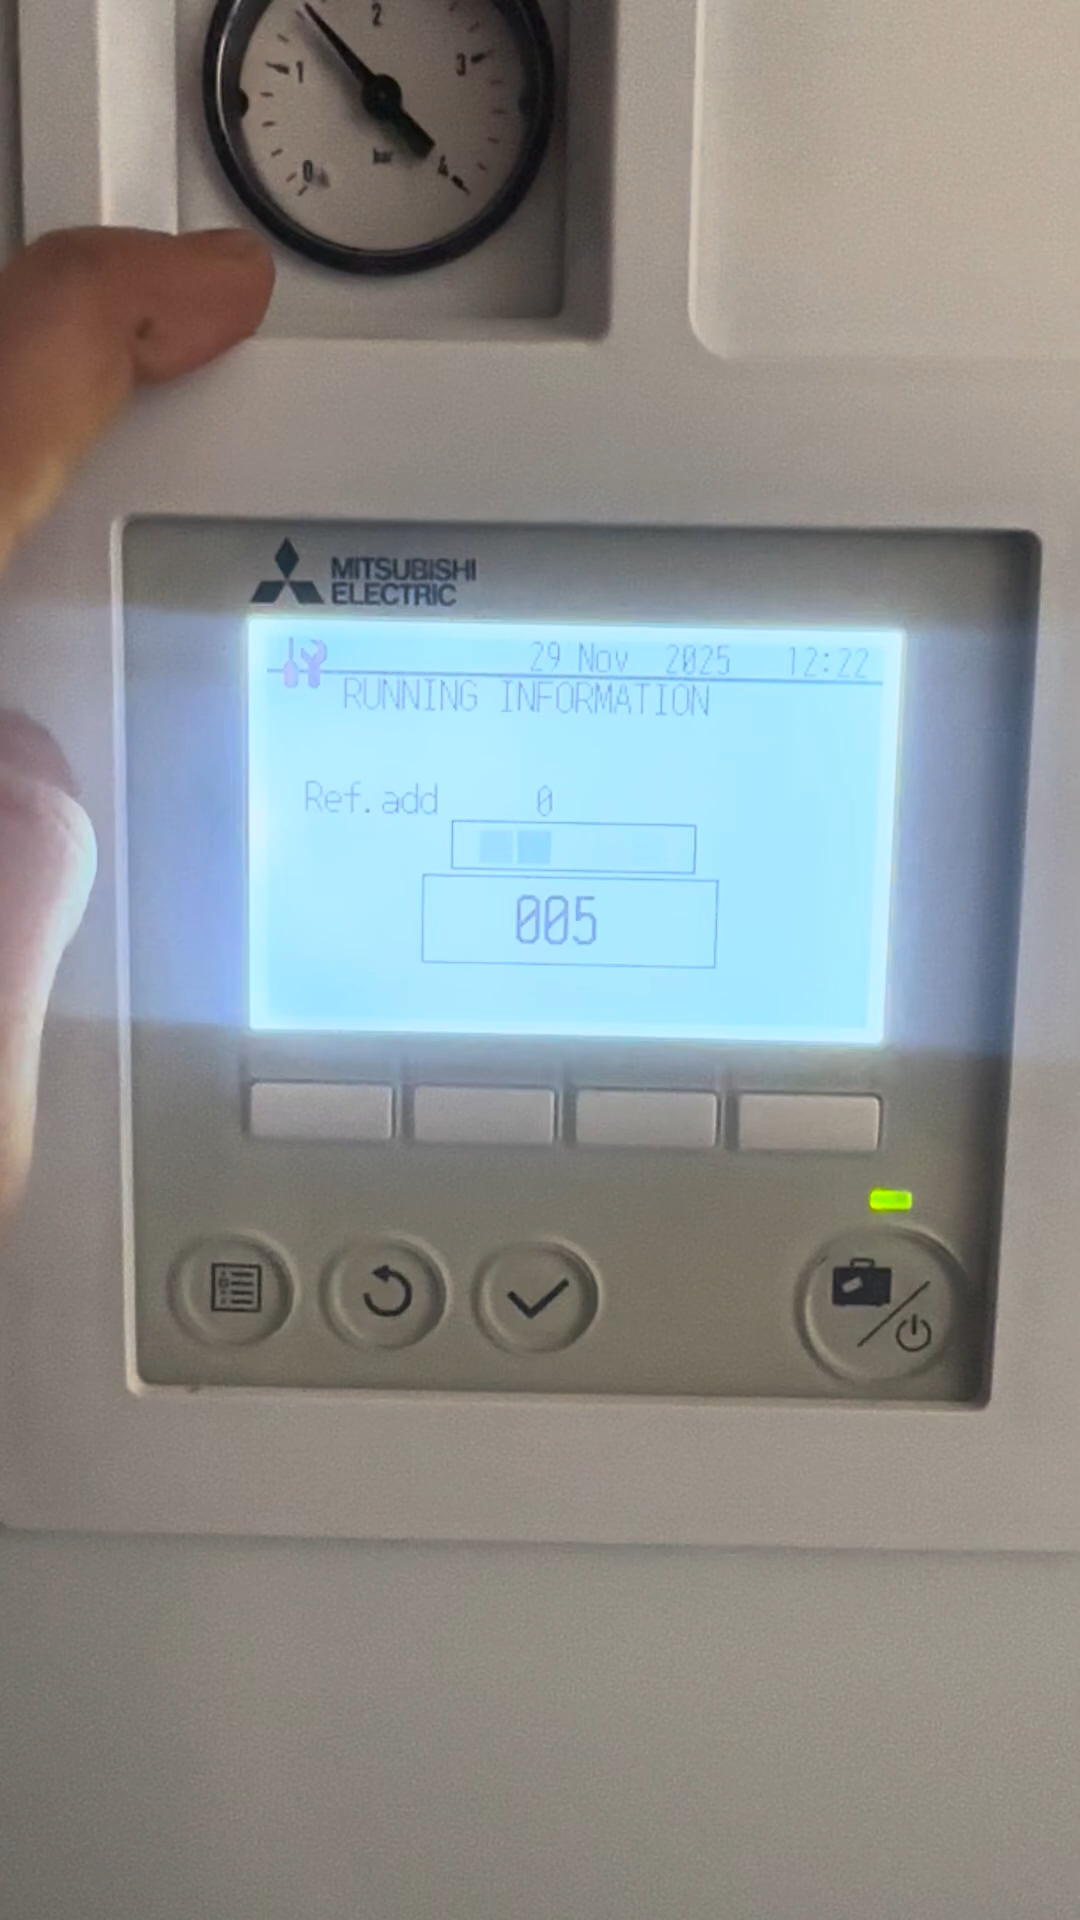 2
1
3
bar
0
4
MITSUBISHI
ELECTRIC
29 Nov 2025 12:22
RUNNING INFORMATION
Ref.add 0
005